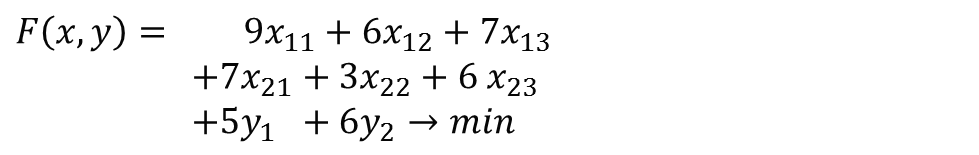 F(x, y) = 9x₁₁ + 6x₁₂ + 7x₁₃
+7x₂₁ + 3x₂₂ + 6 x₂₃
+5y₁ + 6y₂ → min